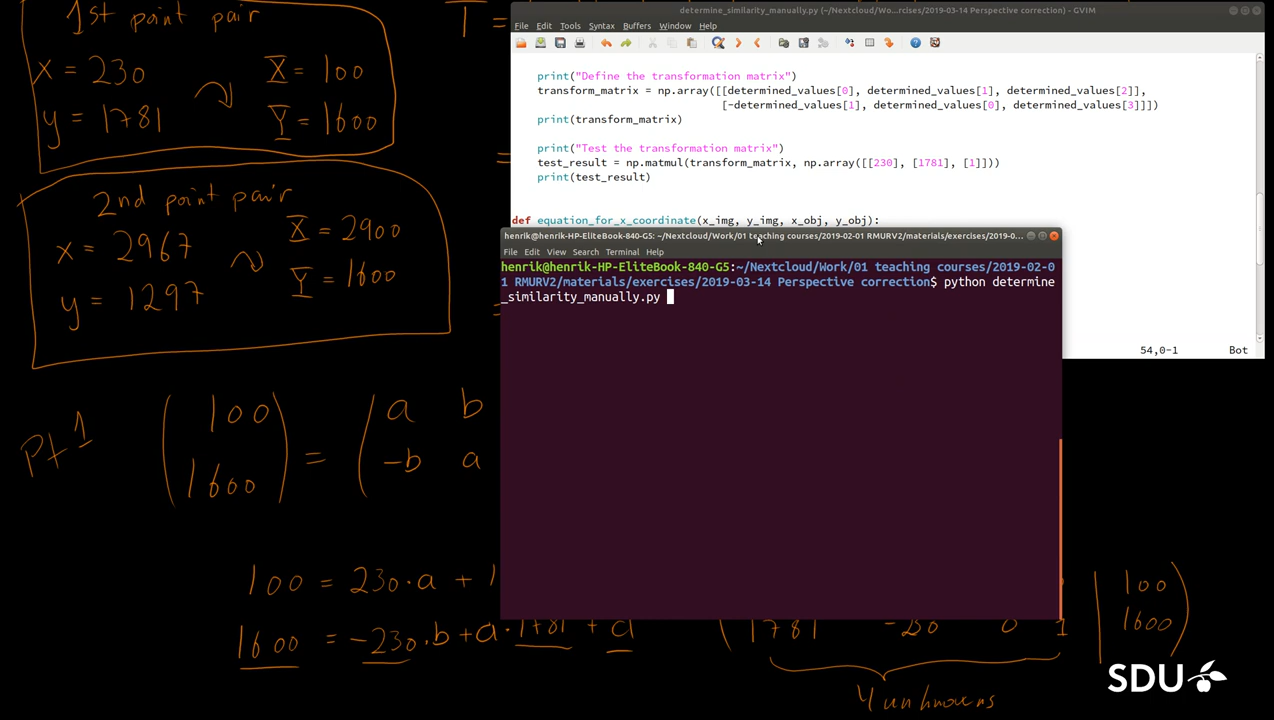 1st point pair
x = 230
y = 1781
X = 100
Y = 1600
2nd point pair
x = 2967
y = 1297
X = 2900
Y = 1600
T =
=
=
Pt 1
100
1600
=
a b
-b a
100 = 230·a + 1
1600 = -230·b + a·1781 + d
1781 -230 0 1
100
1600
4 unknowns
determine_similarity_manually.py (~/Nextcloud/Wo...rcises/2019-03-14 Perspective correction) - GVIM
File Edit Tools Syntax Buffers Window Help
print("Define the transformation matrix")
transform_matrix = np.array([[determined_values[0], determined_values[1], determined_values[2]],
[-determined_values[1], determined_values[0], determined_values[3]]])
print(transform_matrix)
print("Test the transformation matrix")
test_result = np.matmul(transform_matrix, np.array([[230], [1781], [1]]))
print(test_result)
def equation_for_x_coordinate(x_img, y_img, x_obj, y_obj):
54,0-1 Bot
henrik@henrik-HP-EliteBook-840-G5: ~/Nextcloud/Work/01 teaching courses/2019-02-01 RMURV2/materials/exercises/2019-0...
File Edit View Search Terminal Help
henrik@henrik-HP-EliteBook-840-G5:~/Nextcloud/Work/01 teaching courses/2019-02-0
1 RMURV2/materials/exercises/2019-03-14 Perspective correction$ python determine
_similarity_manually.py
SDU